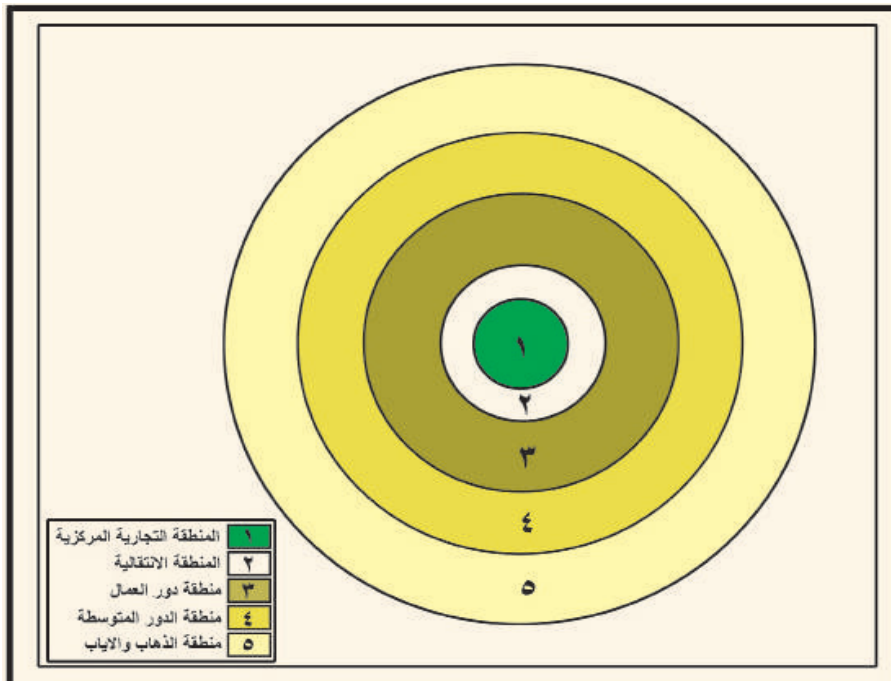 ١
٢
٣
٤
٥
١ المنطقة التجارية المركزية
٢ المنطقة الانتقالية
٣ منطقة دور العمال
٤ منطقة الدور المتوسطة
٥ منطقة الذهاب والاياب